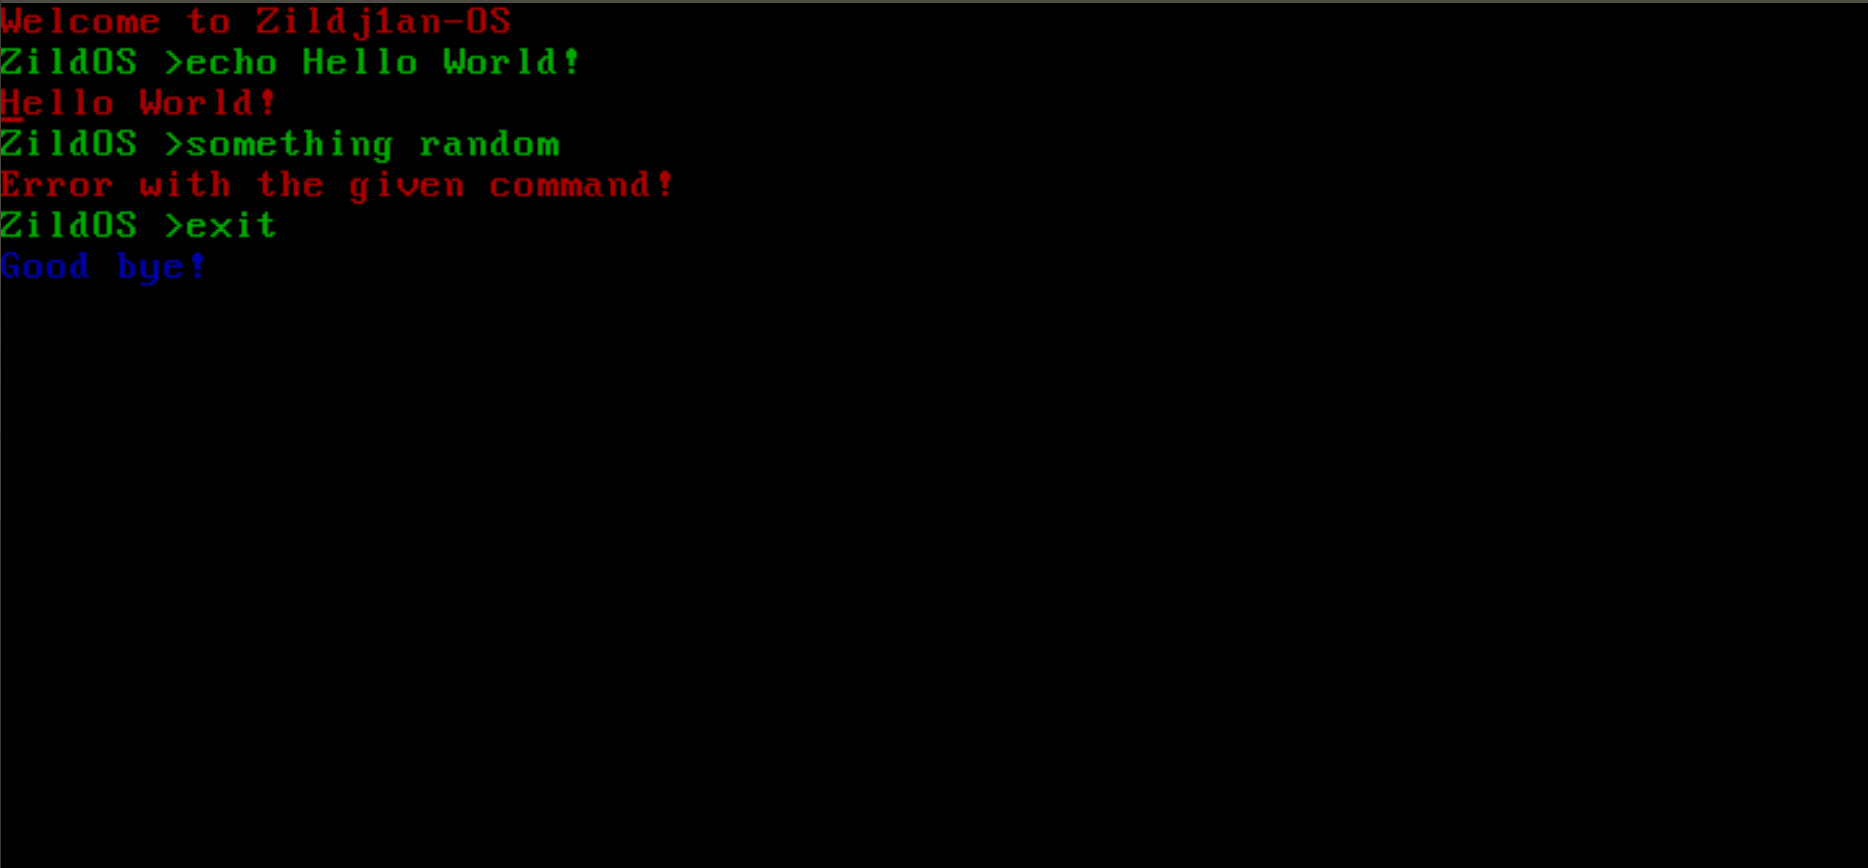 Welcome to Zildj1an-OS
ZildOS >echo Hello World!
Hello World!
ZildOS >something random
Error with the given command!
ZildOS >exit
Good bye!